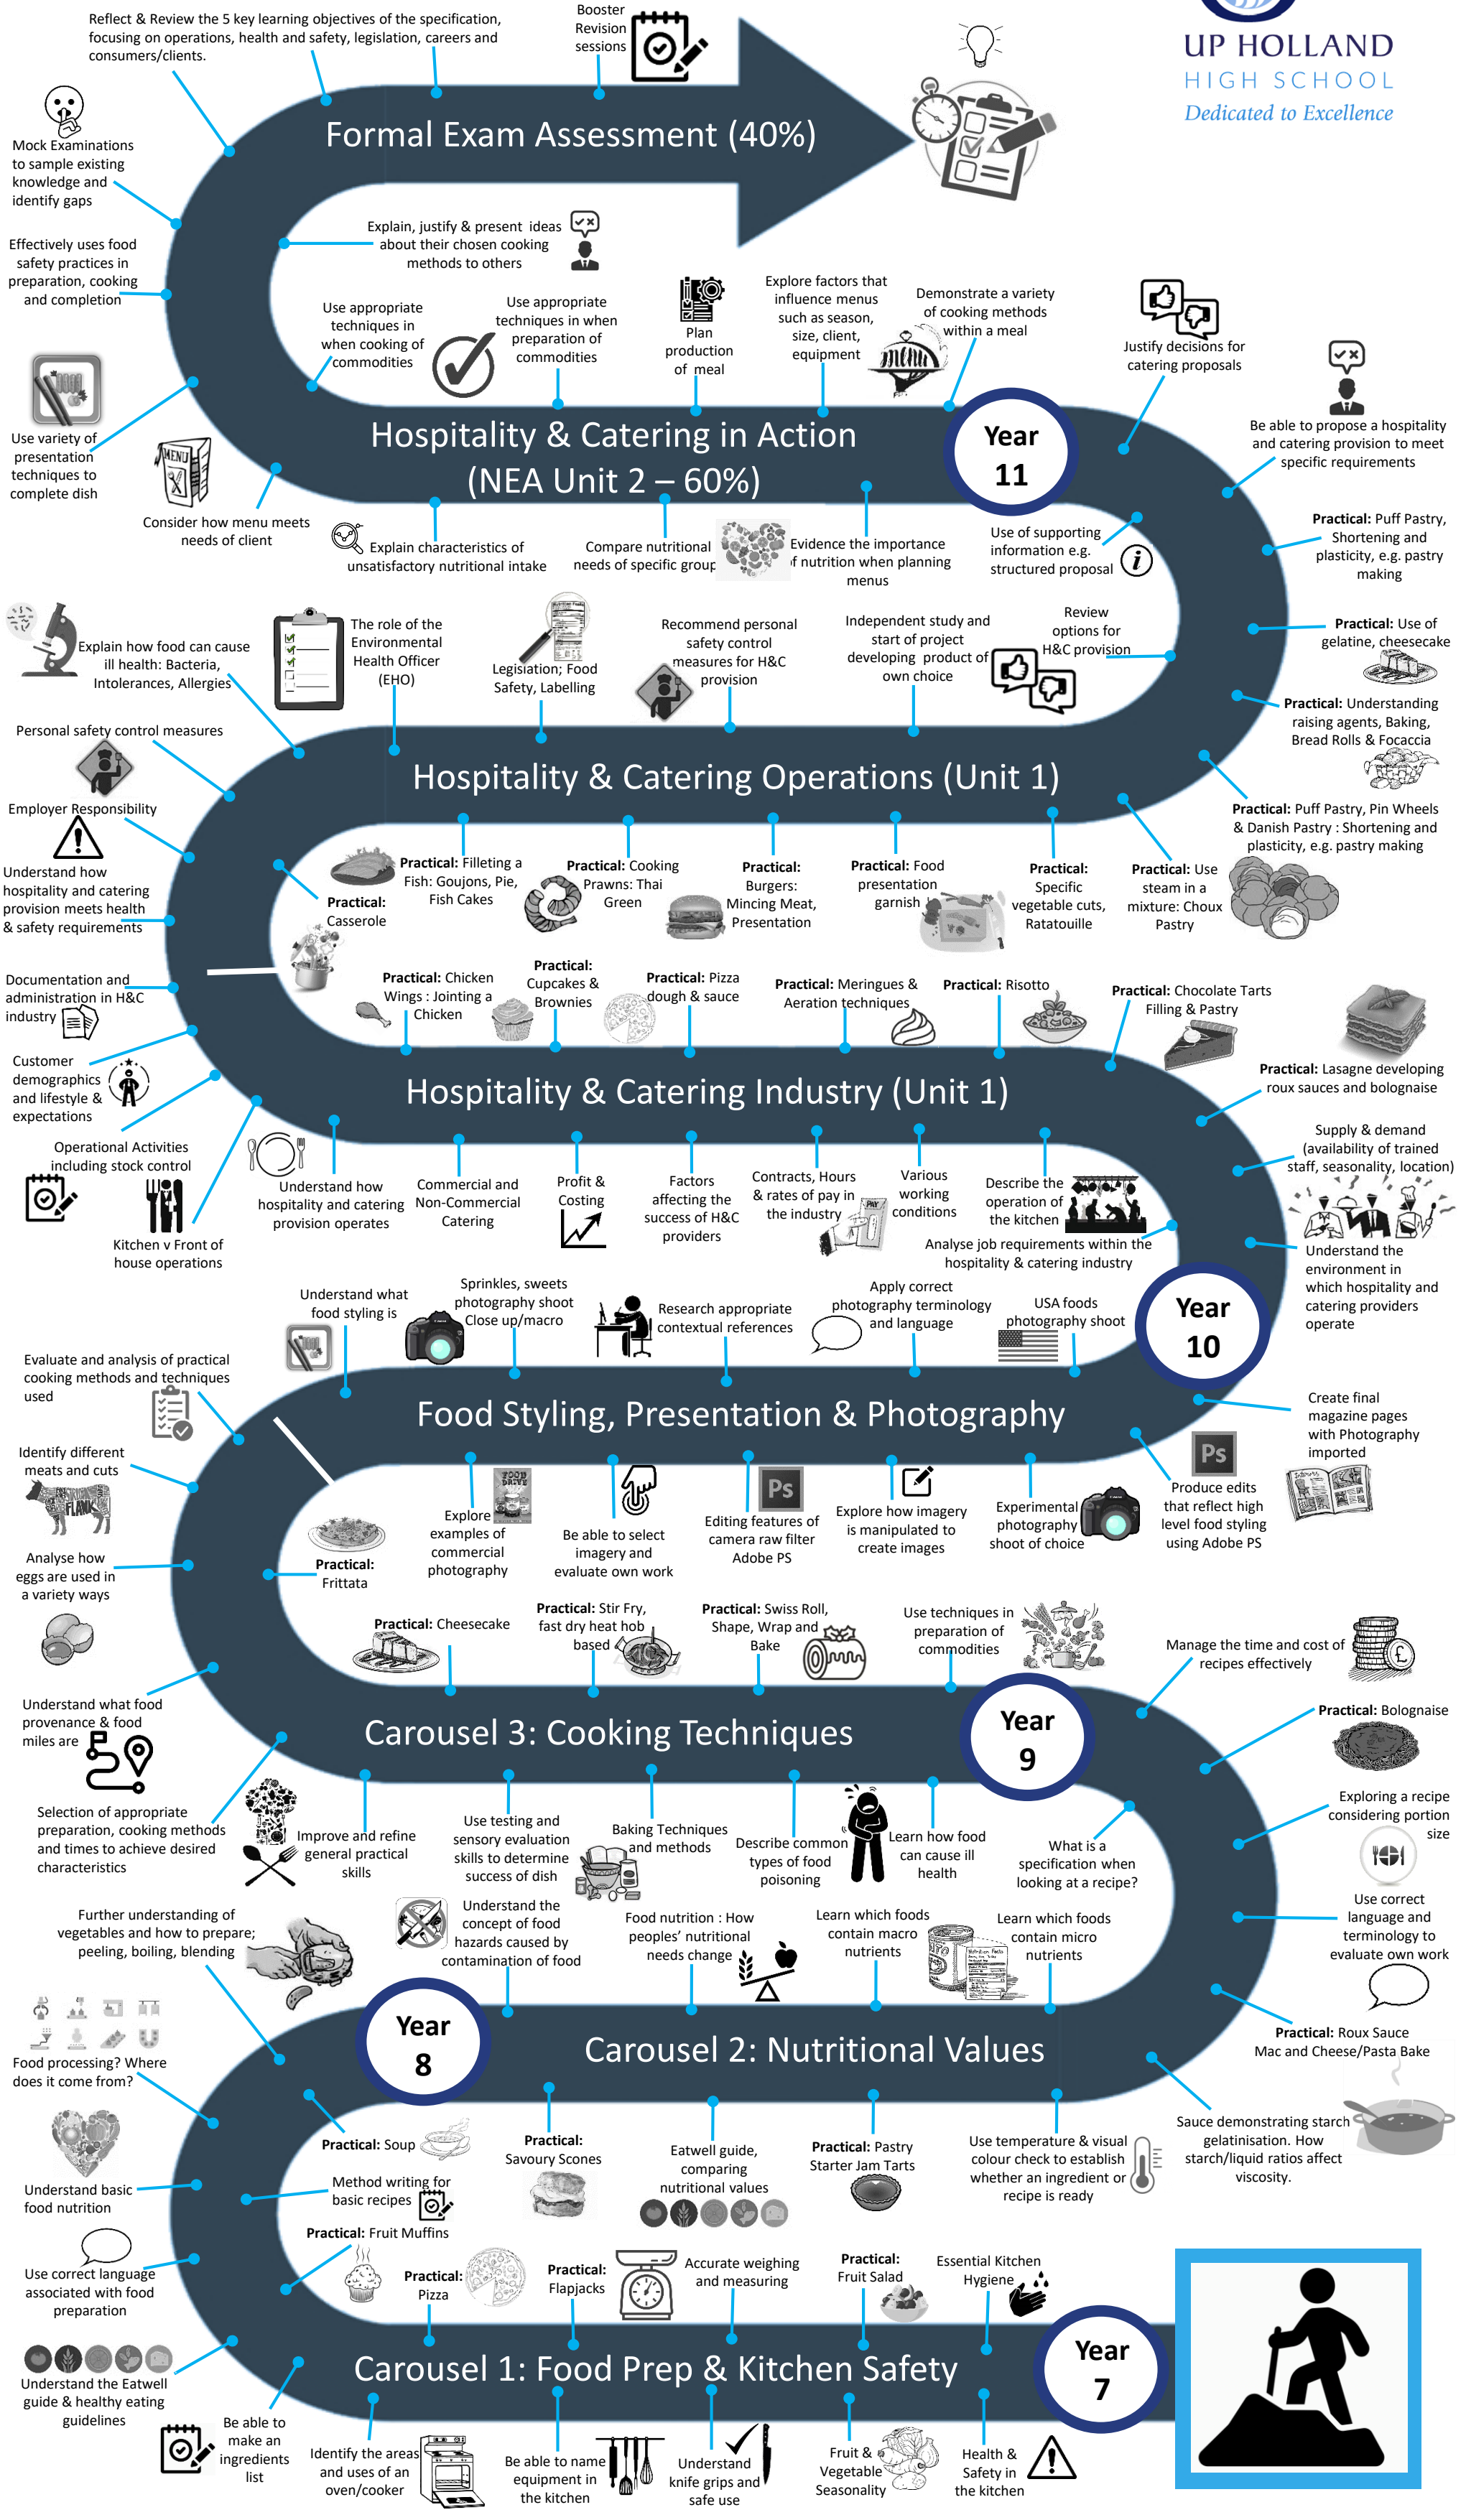 Reflect & Review the 5 key learning objectives of the specification,
focusing on operations, health and safety, legislation, careers and
consumers/clients.
Booster
Revision
sessions
UP HOLLAND
HIGH SCHOOL
Dedicated to Excellence
Formal Exam Assessment (40%)
Mock Examinations
to sample existing
knowledge and
identify gaps
Effectively uses food
safety practices in
preparation, cooking
and completion
Explain, justify & present ideas
about their chosen cooking
methods to others
Use appropriate
techniques in
when cooking of
commodities
Use appropriate
techniques in when
preparation of
commodities
Plan
production
of meal
Explore factors that
influence menus
such as season,
size, client,
equipment
menu
Demonstrate a variety
of cooking methods
within a meal
Justify decisions for
catering proposals
Be able to propose a hospitality
and catering provision to meet
specific requirements
Use variety of
presentation
techniques to
complete dish
MENU
Consider how menu meets
needs of client
Hospitality & Catering in Action
(NEA Unit 2 – 60%)
Year
11
Explain characteristics of
unsatisfactory nutritional intake
Compare nutritional
needs of specific group
Evidence the importance
of nutrition when planning
menus
Use of supporting
information e.g.
structured proposal
i
Practical: Puff Pastry,
Shortening and
plasticity, e.g. pastry
making
Practical: Use of
gelatine, cheesecake
Practical: Understanding
raising agents, Baking,
Bread Rolls & Focaccia
Practical: Puff Pastry, Pin Wheels
& Danish Pastry : Shortening and
plasticity, e.g. pastry making
Explain how food can cause
ill health: Bacteria,
Intolerances, Allergies
The role of the
Environmental
Health Officer
(EHO)
Legislation; Food
Safety, Labelling
Recommend personal
safety control
measures for H&C
provision
Independent study and
start of project
developing product of
own choice
Review
options for
H&C provision
Personal safety control measures
Employer Responsibility
Understand how
hospitality and catering
provision meets health
& safety requirements
Hospitality & Catering Operations (Unit 1)
Practical:
Casserole
Practical: Filleting a
Fish: Goujons, Pie,
Fish Cakes
Practical: Cooking
Prawns: Thai
Green
Practical:
Burgers:
Mincing Meat,
Presentation
Practical: Food
presentation
garnish
Practical:
Specific
vegetable cuts,
Ratatouille
Practical: Use
steam in a
mixture: Choux
Pastry
Documentation and
administration in H&C
industry
Customer
demographics
and lifestyle &
expectations
Operational Activities
including stock control
Kitchen v Front of
house operations
Practical: Chicken
Wings : Jointing a
Chicken
Practical:
Cupcakes &
Brownies
Practical: Pizza
dough & sauce
Practical: Meringues &
Aeration techniques
Practical: Risotto
Practical: Chocolate Tarts
Filling & Pastry
Practical: Lasagne developing
roux sauces and bolognaise
Supply & demand
(availability of trained
staff, seasonality, location)
Understand the
environment in
which hospitality and
catering providers
operate
Hospitality & Catering Industry (Unit 1)
Understand how
hospitality and catering
provision operates
Commercial and
Non-Commercial
Catering
Profit &
Costing
Factors
affecting the
success of H&C
providers
Contracts, Hours
& rates of pay in
the industry
PAY
Various
working
conditions
Describe the
operation of
the kitchen
Analyse job requirements within the
hospitality & catering industry
Year
10
Understand what
food styling is
Sprinkles, sweets
photography shoot
Close up/macro
Research appropriate
contextual references
Apply correct
photography terminology
and language
USA foods
photography shoot
Evaluate and analysis of practical
cooking methods and techniques
used
Food Styling, Presentation & Photography
Create final
magazine pages
with Photography
imported
Ps
Produce edits
that reflect high
level food styling
using Adobe PS
Identify different
meats and cuts
FLANK
Analyse how
eggs are used in
a variety ways
Practical:
Frittata
FOOD
DRIVE
Explore
examples of
commercial
photography
Be able to select
imagery and
evaluate own work
Ps
Editing features of
camera raw filter
Adobe PS
Explore how imagery
is manipulated to
create images
Experimental
photography
shoot of choice
Practical: Cheesecake
Practical: Stir Fry,
fast dry heat hob
based
Practical: Swiss Roll,
Shape, Wrap and
Bake
Use techniques in
preparation of
commodities
Manage the time and cost of
recipes effectively
£
Practical: Bolognaise
Exploring a recipe
considering portion
size
Use correct
language and
terminology to
evaluate own work
Understand what food
provenance & food
miles are
Selection of appropriate
preparation, cooking methods
and times to achieve desired
characteristics
Carousel 3: Cooking Techniques
Year
9
Improve and refine
general practical
skills
Use testing and
sensory evaluation
skills to determine
success of dish
Baking Techniques
and methods
Describe common
types of food
poisoning
Learn how food
can cause ill
health
What is a
specification when
looking at a recipe?
Further understanding of
vegetables and how to prepare;
peeling, boiling, blending
Understand the
concept of food
hazards caused by
contamination of food
Food nutrition : How
peoples’ nutritional
needs change
Learn which foods
contain macro
nutrients
Nutrition Facts
Learn which foods
contain micro
nutrients
Practical: Roux Sauce
Mac and Cheese/Pasta Bake
Sauce demonstrating starch
gelatinisation. How
starch/liquid ratios affect
viscosity.
Year
8
Carousel 2: Nutritional Values
Food processing? Where
does it come from?
Understand basic
food nutrition
Use correct language
associated with food
preparation
Practical: Soup
Method writing for
basic recipes
Practical: Fruit Muffins
Practical:
Savoury Scones
Eatwell guide,
comparing
nutritional values
Practical: Pastry
Starter Jam Tarts
Use temperature & visual
colour check to establish
whether an ingredient or
recipe is ready
Practical:
Pizza
Practical:
Flapjacks
Accurate weighing
and measuring
Practical:
Fruit Salad
Essential Kitchen
Hygiene
Understand the Eatwell
guide & healthy eating
guidelines
Carousel 1: Food Prep & Kitchen Safety
Year
7
Be able to
make an
ingredients
list
Identify the areas
and uses of an
oven/cooker
Be able to name
equipment in
the kitchen
Understand
knife grips and
safe use
Fruit &
Vegetable
Seasonality
Health &
Safety in
the kitchen